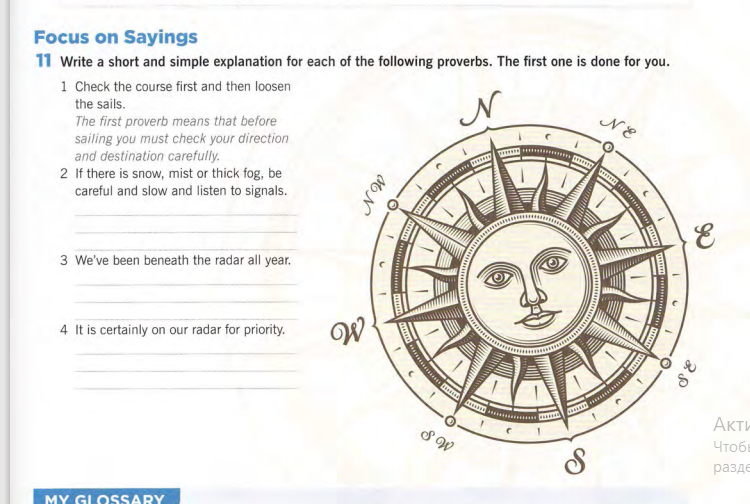 Focus on Sayings
11 Write a short and simple explanation for each of the following proverbs. The first one is done for you.
1 Check the course first and then loosen
the sails.
The first proverb means that before
sailing you must check your direction
and destination carefully.
2 If there is snow, mist or thick fog, be
careful and slow and listen to signals.
3 We've been beneath the radar all year.
4 It is certainly on our radar for priority.
N
NE
NW
E
W
SE
SW
S
MY GLOSSARY